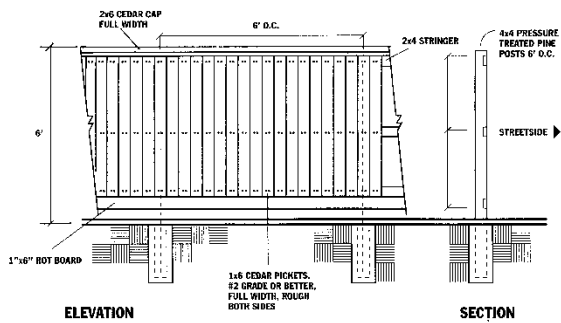 2x6 CEDAR CAP
FULL WIDTH
6' O.C.
2x4 STRINGER
4x4 PRESSURE
TREATED PINE
POSTS 6' O.C.
6'
STREETSIDE
1"x6" ROT BOARD
1x6 CEDAR PICKETS.
#2 GRADE OR BETTER,
FULL WIDTH, ROUGH
BOTH SIDES
ELEVATION
SECTION